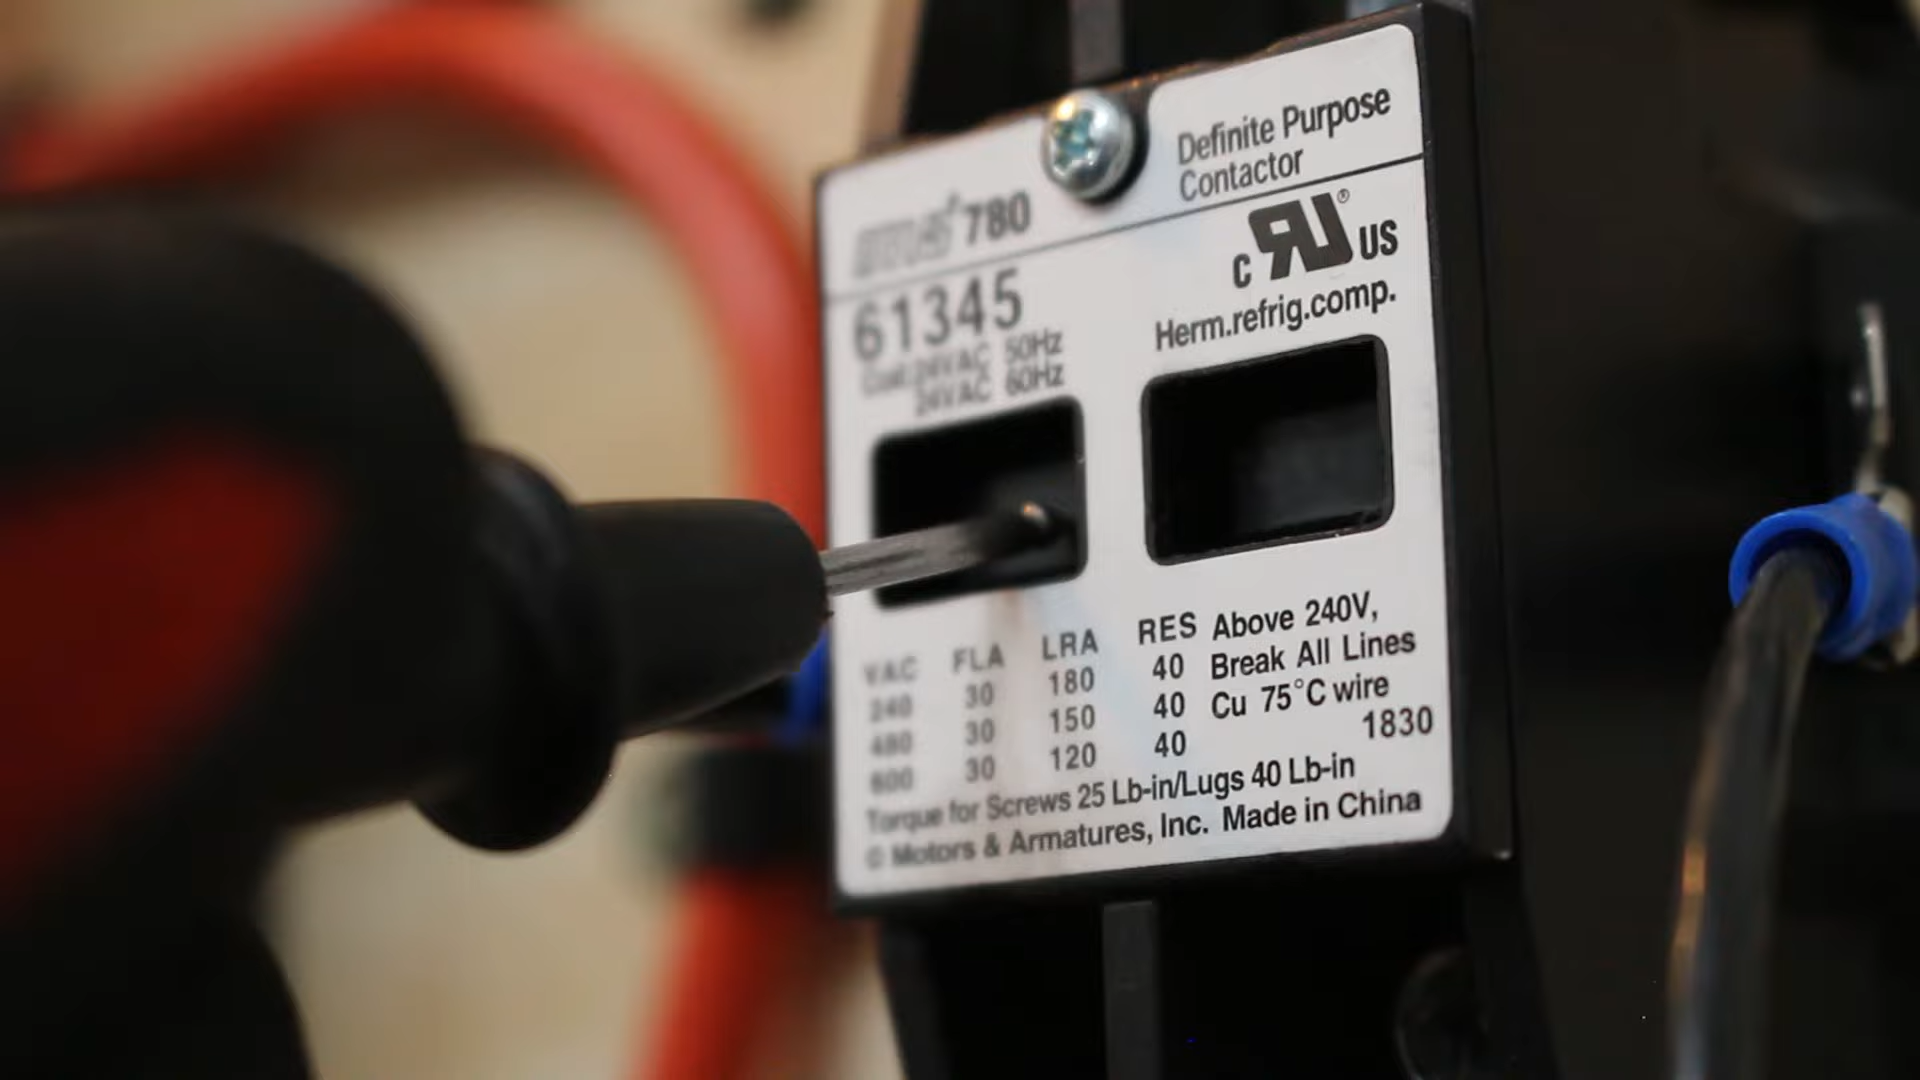 780
Definite Purpose
Contactor
61345
Coil:24VAC 50Hz
24VAC 60Hz
C RU® US
Herm.refrig.comp.
VAC FLA LRA RES
240 30 180 40
480 30 150 40
600 30 120 40
Above 240V,
Break All Lines
Cu 75°C wire
1830
Torque for Screws 25 Lb-in/Lugs 40 Lb-in
© Motors & Armatures, Inc. Made in China